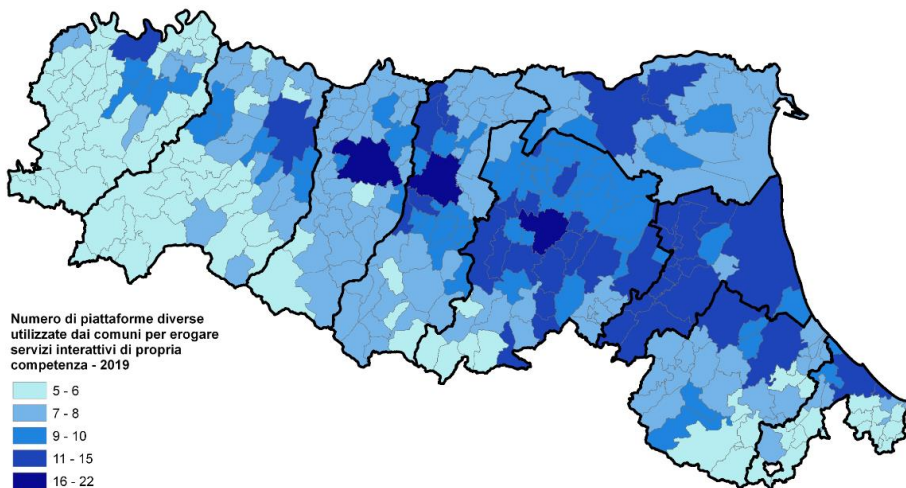 Numero di piattaforme diverse
utilizzate dai comuni per erogare
servizi interattivi di propria
competenza - 2019
5 - 6
7 - 8
9 - 10
11 - 15
16 - 22